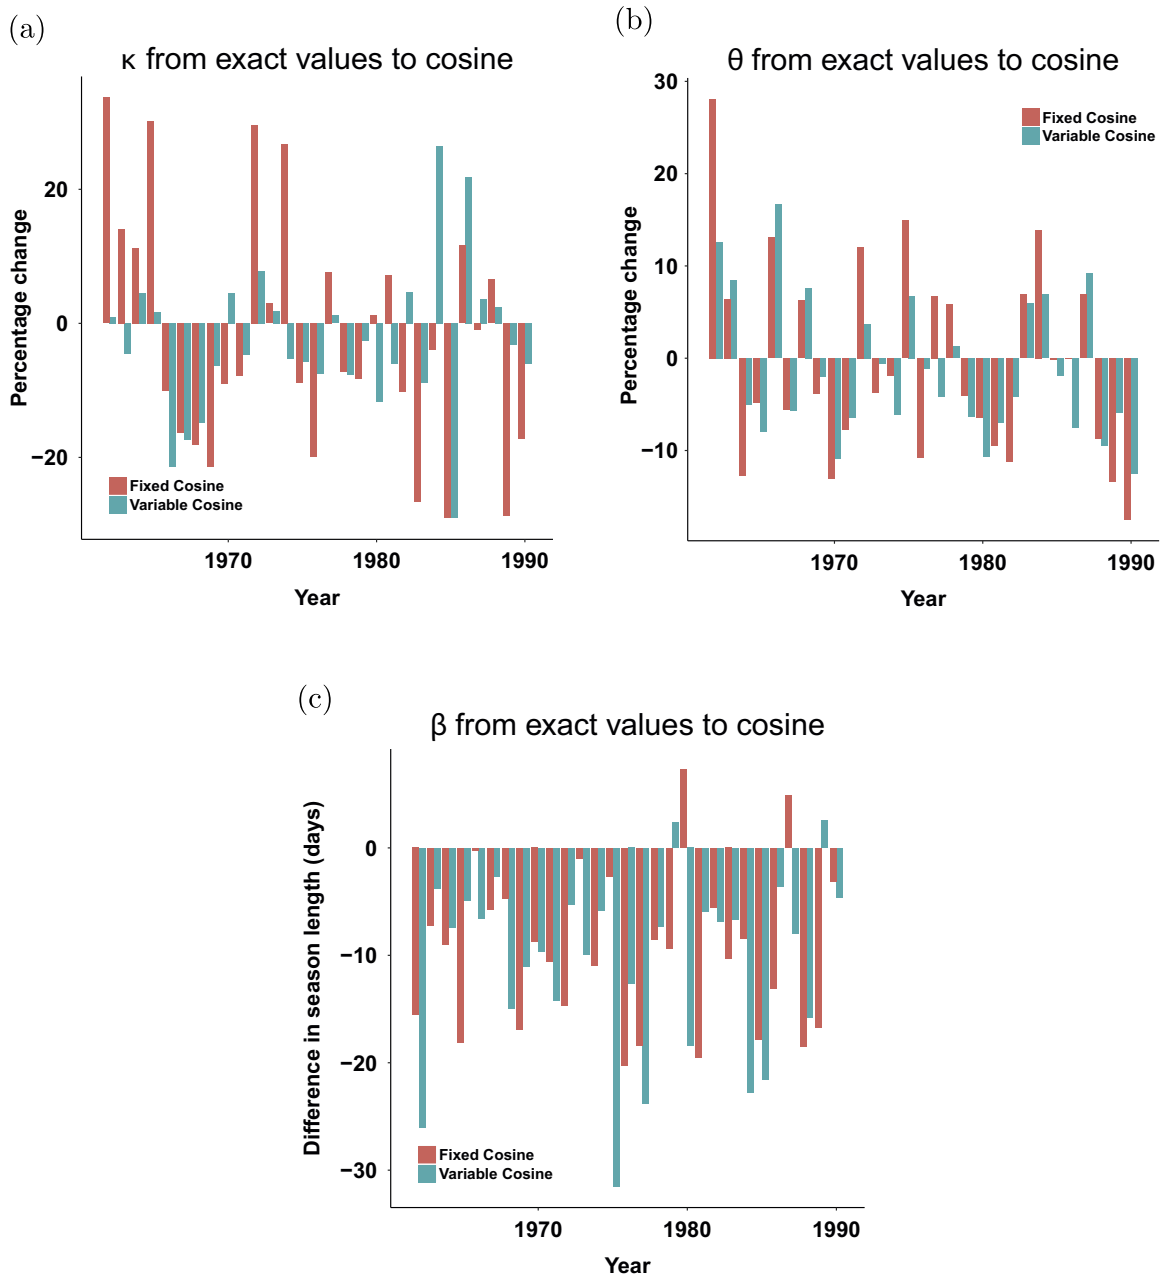 (a)
κ from exact values to cosine
Percentage change
20
0
−20
Fixed Cosine
Variable Cosine
1970
1980
1990
Year
(b)
θ from exact values to cosine
Percentage change
30
20
10
0
−10
Fixed Cosine
Variable Cosine
1970
1980
1990
Year
(c)
β from exact values to cosine
Difference in season length (days)
0
−10
−20
−30
Fixed Cosine
Variable Cosine
1970
1980
1990
Year